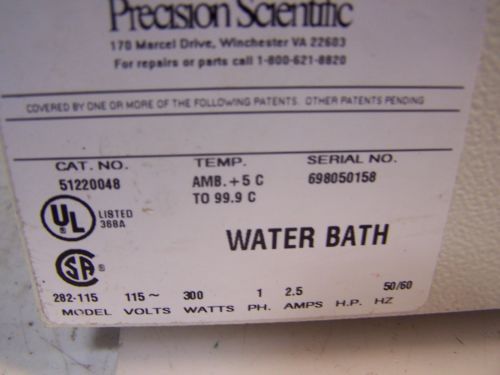 Precision Scientific
170 Marcel Drive, Winchester VA 22603
For repairs or parts call 1-800-621-8820
COVERED BY ONE OR MORE OF THE FOLLOWING PATENTS. OTHER PATENTS PENDING
CAT. NO. TEMP. SERIAL NO.
51220048 AMB. + 5 C 698050158
TO 99.9 C
UL LISTED
368A
WATER BATH
SA
282-115 115~ 300 1 2.5 50/60
MODEL VOLTS WATTS PH. AMPS H.P. HZ